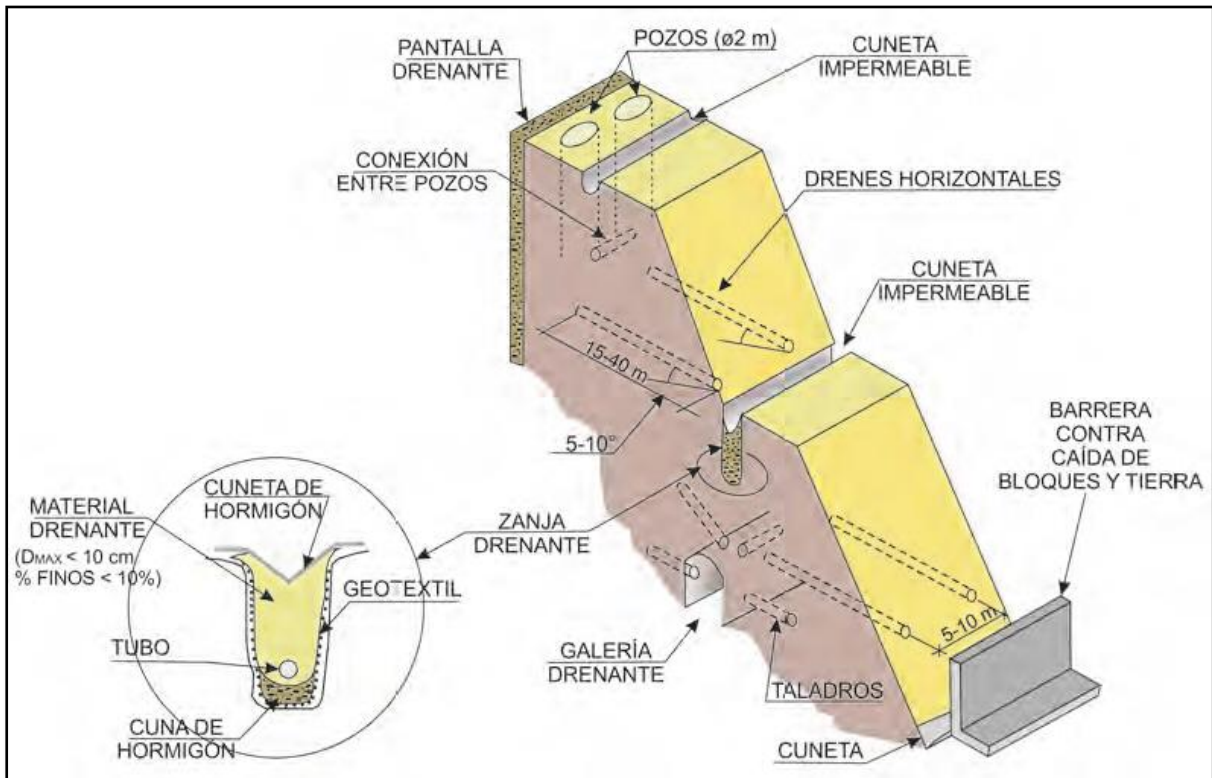 PANTALLA
DRENANTE
POZOS (ø2 m)
CUNETA
IMPERMEABLE
CONEXIÓN
ENTRE POZOS
DRENES HORIZONTALES
CUNETA
IMPERMEABLE
15-40 m
5-10°
BARRERA
CONTRA
CAÍDA DE
BLOQUES Y TIERRA
ZANJA
DRENANTE
5-10 m
GALERÍA
DRENANTE
TALADROS
CUNETA
CUNETA DE
HORMIGÓN
MATERIAL
DRENANTE
(DMAX < 10 cm
% FINOS < 10%)
GEOTEXTIL
TUBO
CUNA DE
HORMIGÓN